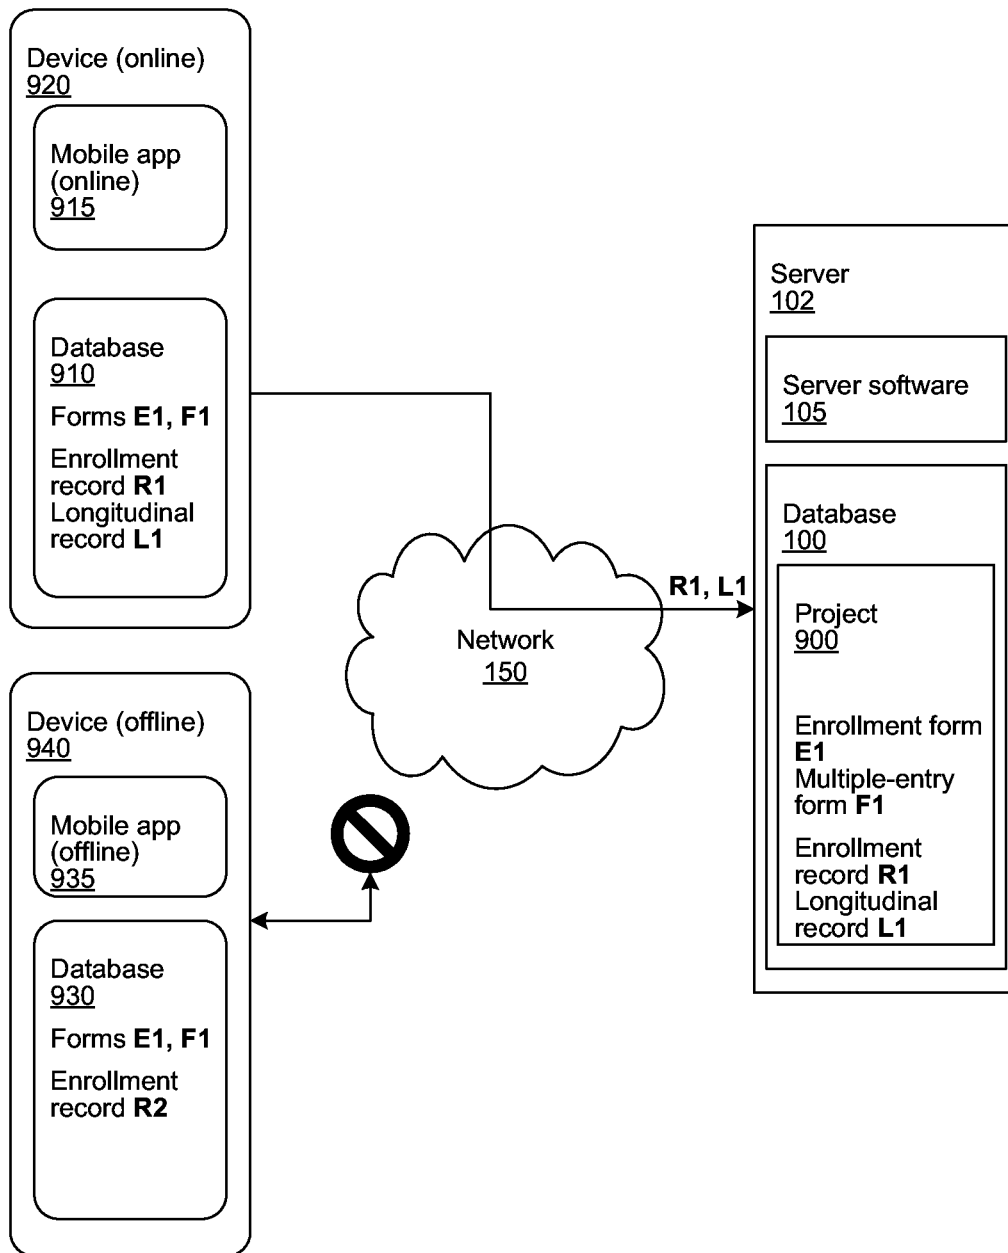 Device (online)
920
Mobile app
(online)
915
Database
910
Forms E1, F1
Enrollment
record R1
Longitudinal
record L1
Device (offline)
940
Mobile app
(offline)
935
Database
930
Forms E1, F1
Enrollment
record R2
Network
150
R1, L1
Server
102
Server software
105
Database
100
Project
900
Enrollment form
E1
Multiple-entry
form F1
Enrollment
record R1
Longitudinal
record L1